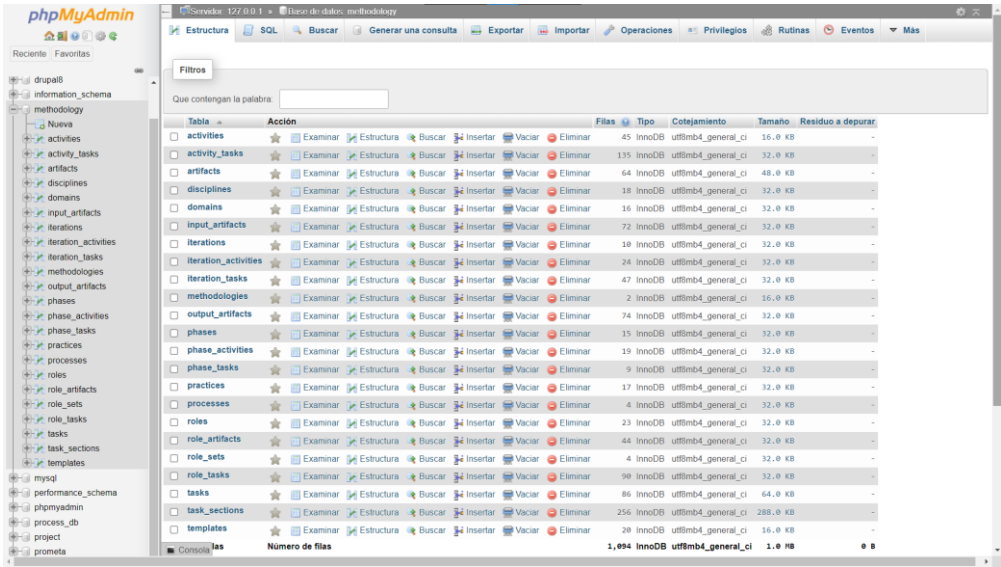 phpMyAdmin
Reciente Favoritas
drupal8
information_schema
methodology
Nueva
activities
activity_tasks
artifacts
disciplines
domains
input_artifacts
iterations
iteration_activities
iteration_tasks
methodologies
output_artifacts
phases
phase_activities
phase_tasks
practices
processes
roles
role_artifacts
role_sets
role_tasks
tasks
task_sections
templates
mysql
performance_schema
phpmyadmin
process_db
project
prometa
Servidor: 127.0.0.1 » Base de datos: methodology
Estructura SQL Buscar Generar una consulta Exportar Importar Operaciones Privilegios Rutinas Eventos Más
Filtros
Que contengan la palabra:
Tabla Acción Filas Tipo Cotejamiento Tamaño Residuo a depurar
activities Examinar Estructura Buscar Insertar Vaciar Eliminar 45 InnoDB utf8mb4_general_ci 16.0 KB -
activity_tasks Examinar Estructura Buscar Insertar Vaciar Eliminar 135 InnoDB utf8mb4_general_ci 32.0 KB -
artifacts Examinar Estructura Buscar Insertar Vaciar Eliminar 64 InnoDB utf8mb4_general_ci 48.0 KB -
disciplines Examinar Estructura Buscar Insertar Vaciar Eliminar 18 InnoDB utf8mb4_general_ci 32.0 KB -
domains Examinar Estructura Buscar Insertar Vaciar Eliminar 16 InnoDB utf8mb4_general_ci 32.0 KB -
input_artifacts Examinar Estructura Buscar Insertar Vaciar Eliminar 72 InnoDB utf8mb4_general_ci 32.0 KB -
iterations Examinar Estructura Buscar Insertar Vaciar Eliminar 10 InnoDB utf8mb4_general_ci 32.0 KB -
iteration_activities Examinar Estructura Buscar Insertar Vaciar Eliminar 24 InnoDB utf8mb4_general_ci 32.0 KB -
iteration_tasks Examinar Estructura Buscar Insertar Vaciar Eliminar 47 InnoDB utf8mb4_general_ci 32.0 KB -
methodologies Examinar Estructura Buscar Insertar Vaciar Eliminar 2 InnoDB utf8mb4_general_ci 16.0 KB -
output_artifacts Examinar Estructura Buscar Insertar Vaciar Eliminar 74 InnoDB utf8mb4_general_ci 32.0 KB -
phases Examinar Estructura Buscar Insertar Vaciar Eliminar 15 InnoDB utf8mb4_general_ci 32.0 KB -
phase_activities Examinar Estructura Buscar Insertar Vaciar Eliminar 19 InnoDB utf8mb4_general_ci 32.0 KB -
phase_tasks Examinar Estructura Buscar Insertar Vaciar Eliminar 9 InnoDB utf8mb4_general_ci 32.0 KB -
practices Examinar Estructura Buscar Insertar Vaciar Eliminar 17 InnoDB utf8mb4_general_ci 32.0 KB -
processes Examinar Estructura Buscar Insertar Vaciar Eliminar 4 InnoDB utf8mb4_general_ci 32.0 KB -
roles Examinar Estructura Buscar Insertar Vaciar Eliminar 23 InnoDB utf8mb4_general_ci 32.0 KB -
role_artifacts Examinar Estructura Buscar Insertar Vaciar Eliminar 44 InnoDB utf8mb4_general_ci 32.0 KB -
role_sets Examinar Estructura Buscar Insertar Vaciar Eliminar 4 InnoDB utf8mb4_general_ci 32.0 KB -
role_tasks Examinar Estructura Buscar Insertar Vaciar Eliminar 90 InnoDB utf8mb4_general_ci 32.0 KB -
tasks Examinar Estructura Buscar Insertar Vaciar Eliminar 86 InnoDB utf8mb4_general_ci 64.0 KB -
task_sections Examinar Estructura Buscar Insertar Vaciar Eliminar 256 InnoDB utf8mb4_general_ci 288.0 KB -
templates Examinar Estructura Buscar Insertar Vaciar Eliminar 20 InnoDB utf8mb4_general_ci 16.0 KB -
Consola las Número de filas 1,094 InnoDB utf8mb4_general_ci 1.0 MB 0 B